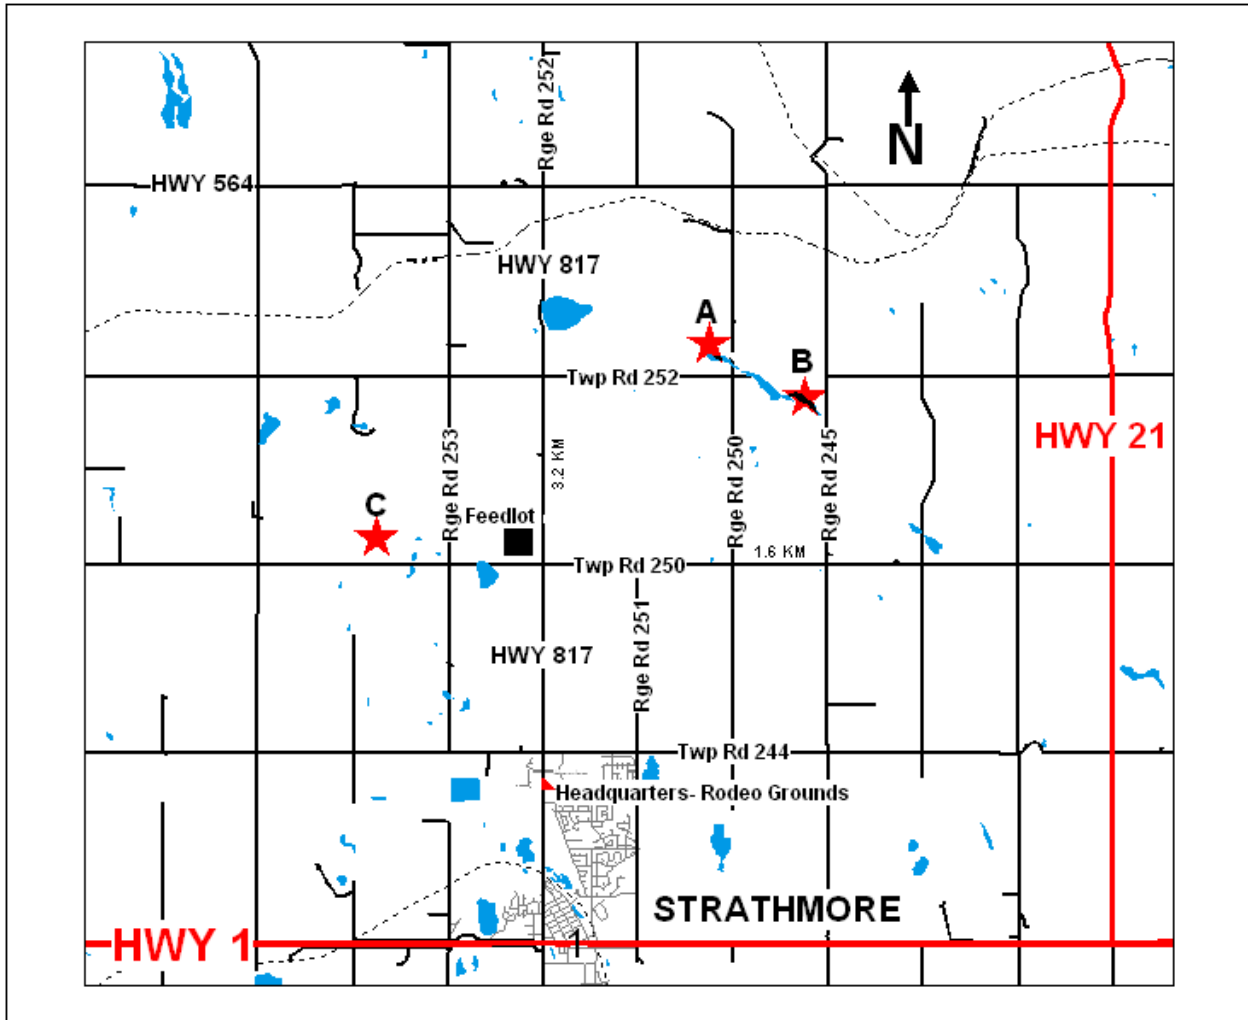 Rge Rd 252
N
HWY 564
HWY 817
A
B
Twp Rd 252
HWY 21
Rge Rd 253
3.2 KM
Rge Rd 250
Rge Rd 245
C
Feedlot
1.6 KM
Twp Rd 250
Rge Rd 251
HWY 817
Twp Rd 244
Headquarters- Rodeo Grounds
STRATHMORE
HWY 1
1